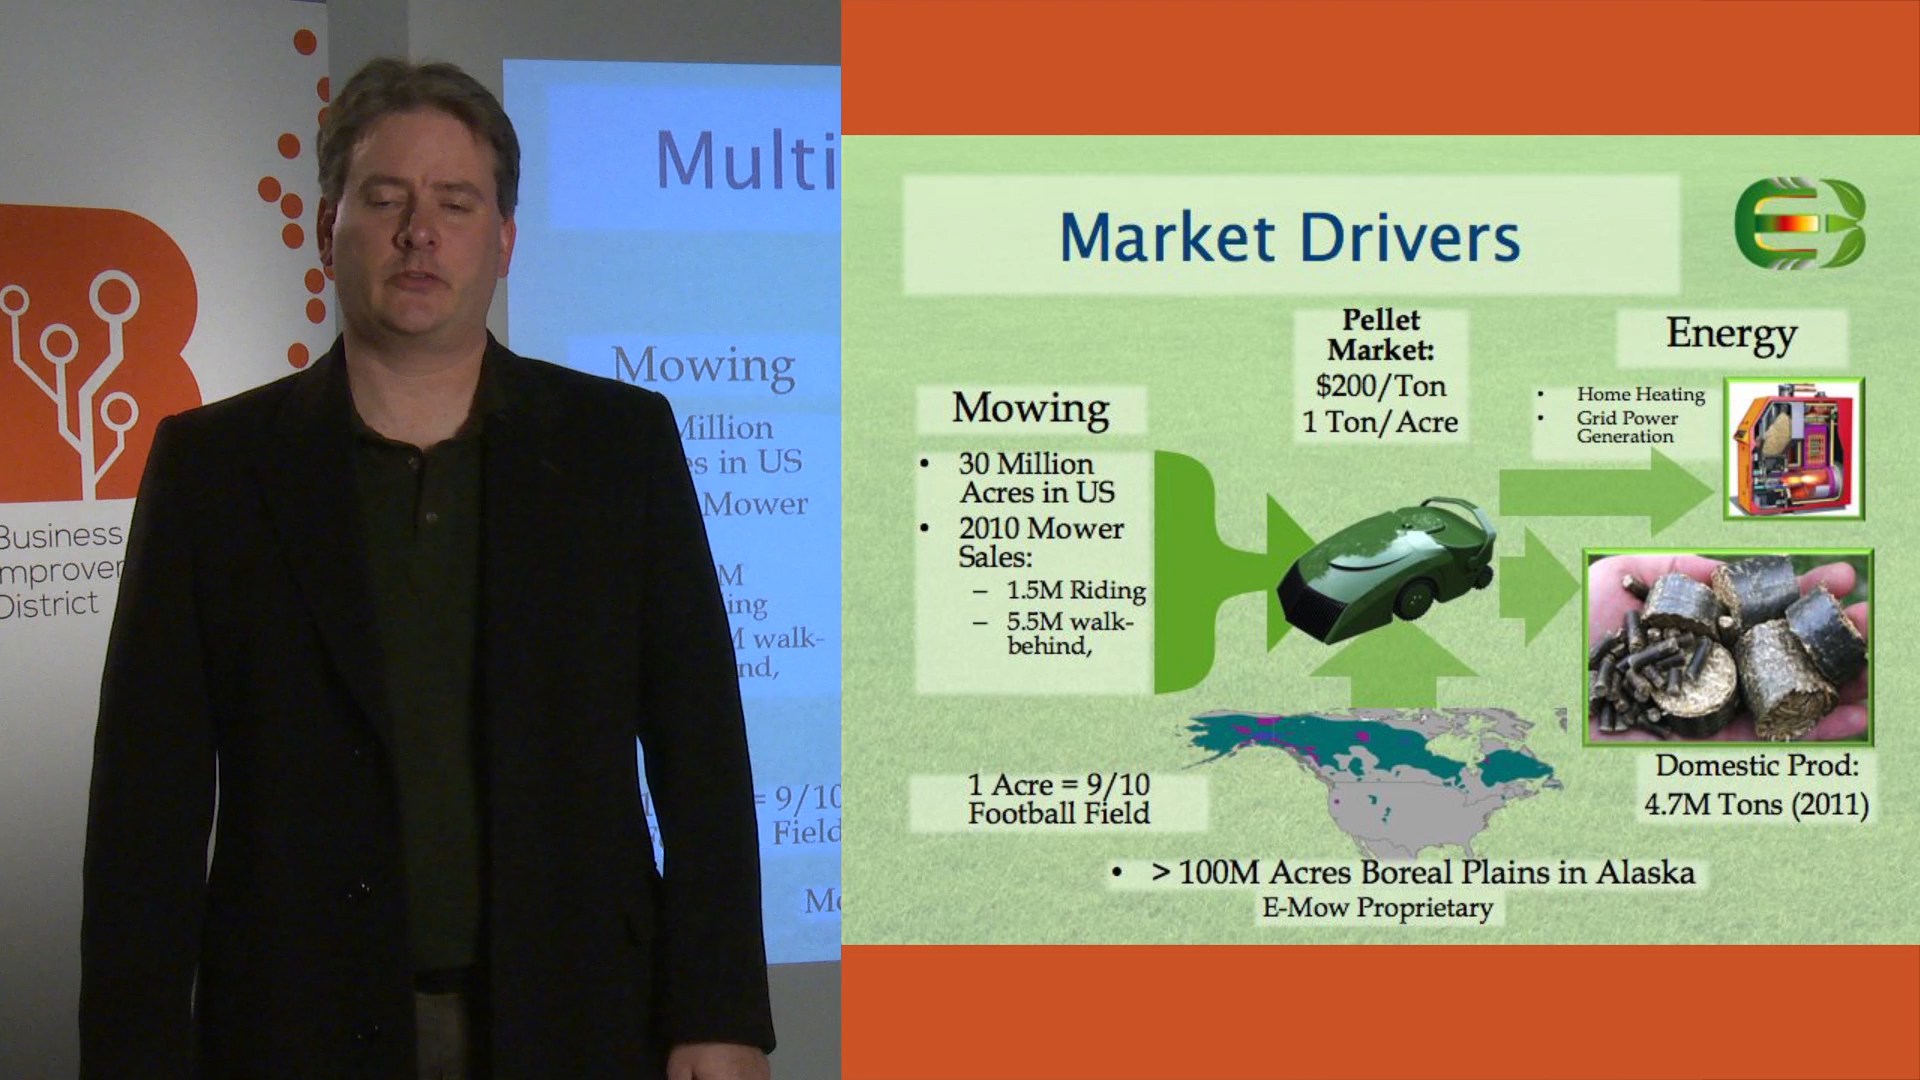 Business
Improvem
District
Multi
Mowing
Million
es in US
Mower
M
ing
M walk-
nd,
= 9/10
Field
Market Drivers
Pellet
Market:
$200/Ton
1 Ton/Acre
Energy
• Home Heating
• Grid Power
Generation
Mowing
• 30 Million
Acres in US
• 2010 Mower
Sales:
– 1.5M Riding
– 5.5M walk-
behind,
1 Acre = 9/10
Football Field
Domestic Prod:
4.7M Tons (2011)
• > 100M Acres Boreal Plains in Alaska
E-Mow Proprietary